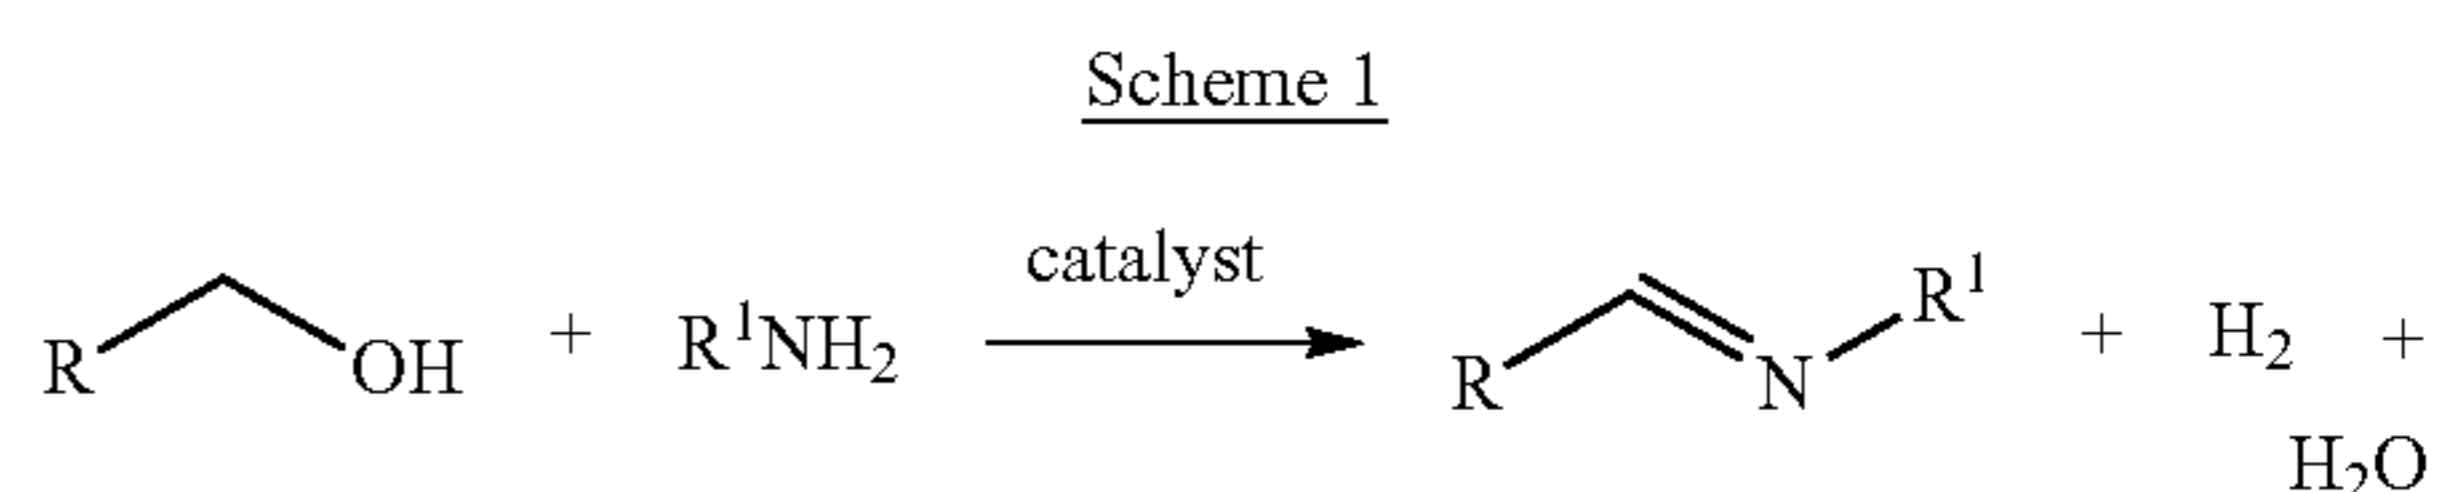 Scheme 1
catalyst
R OH + R¹NH₂ R N R¹ + H₂ +
H₂O